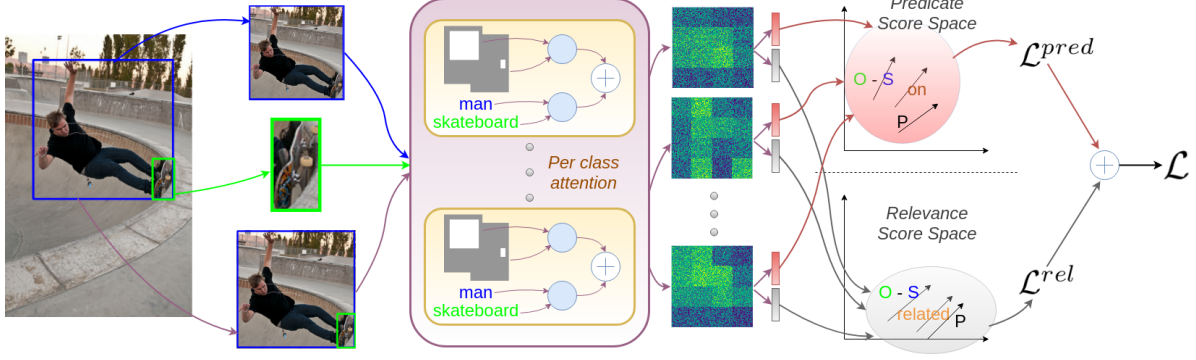 man
skateboard
Per class
attention
man
skateboard
Predicate
Score Space
O - S
on
P
Relevance
Score Space
O - S
related
P
ℒ^pred
ℒ^rel
ℒ